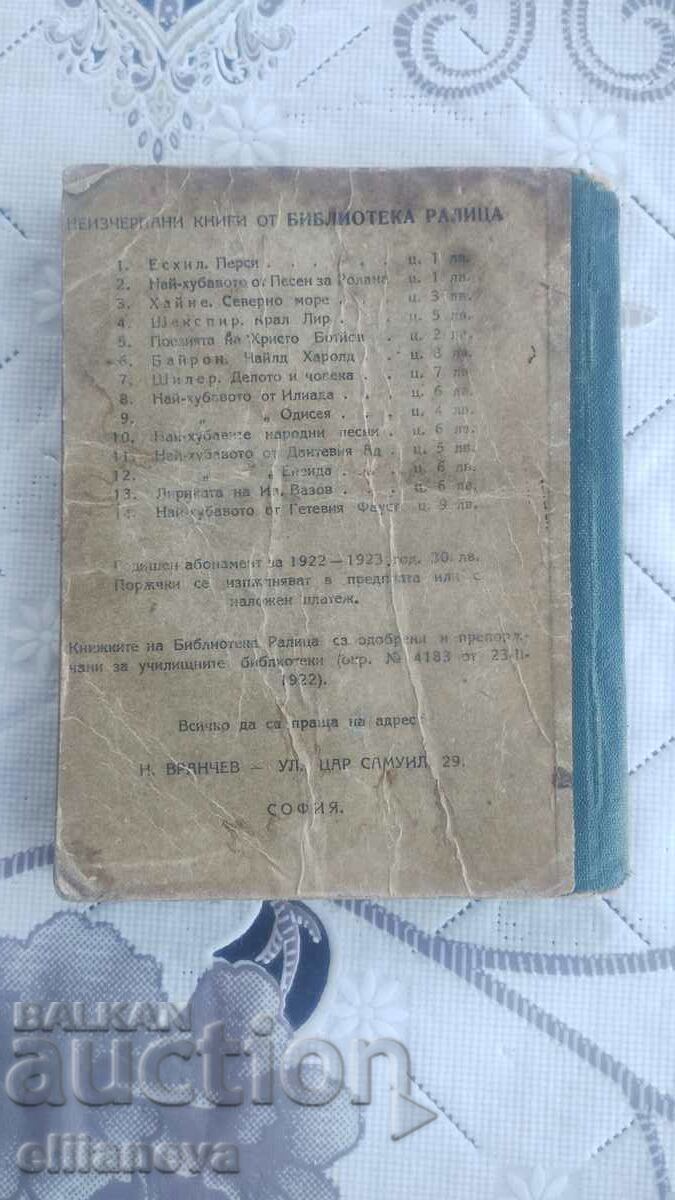 НЕИЗЧЕРПАНИ КНИГИ ОТ БИБЛИОТЕКА РАЛИЦА
1. Есхил. Перси . . . . . . ц. 1 лв.
2. Най-хубавото от Песен за Роланд ц. 1 лв.
3. Хайне. Северно море . . . ц. 3 лв.
4. Шекспир. Крал Лир . . . ц. 5 лв.
5. Поезията на Христо Ботйов ц. 2 лв.
6. Байрон. Чайлд Харолд . ц. 8 лв.
7. Шилер. Делото и човека . . ц. 7 лв
8. Най-хубавото от Илиада . . . ц. 6 лв.
9. „ „ Одисея . . . ц. 4 лв.
10. Най-хубавите народни песни . ц. 6 лв.
11. Най-хубавото от Дантевия Ад . ц. 5 лв.
12. „ „ Енеида . . ц. 6 лв.
13. Лириката на Ив. Вазов . . . ц. 6 лв.
14. Най-хубавото от Гетевия Фауст ц. 9 лв.
Годишен абонамент за 1922—1923 год. 30 лв.
Поръчки се изпълняват в предплата или с
наложен платеж.
Книжките на Библиотека Ралица са одобрени и препоръ-
чани за училищните библиотеки (окр. № 4183 от 23-II-
1922).
Всичко да са праща на адрес:
Н. ВРАНЧЕВ — УЛ. ЦАР САМУИЛ 29.
СОФИЯ.
BALKAN
auction
ellianova